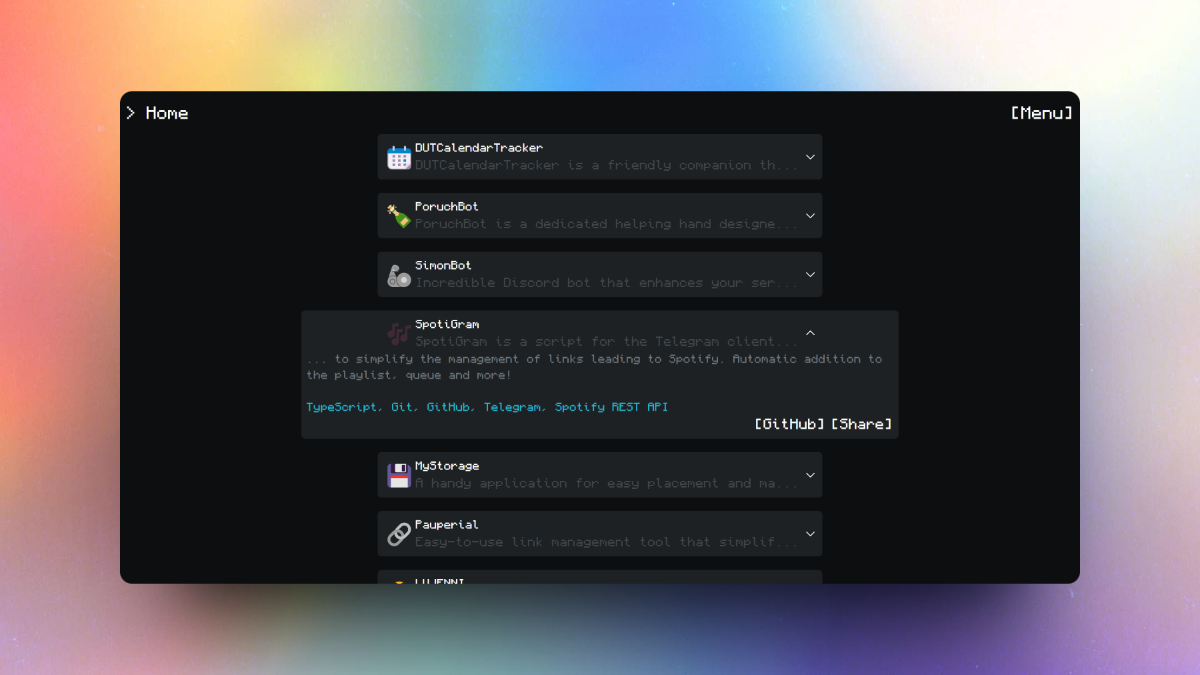 > Home
[Menu]
DUTCalendarTracker
DUTCalendarTracker is a friendly companion th...
PoruchBot
PoruchBot is a dedicated helping hand designe...
SimonBot
Incredible Discord bot that enhances your ser...
SpotiGram
SpotiGram is a script for the Telegram client...
... to simplify the management of links leading to Spotify. Automatic addition to
the playlist, queue and more!
TypeScript, Git, GitHub, Telegram, Spotify REST API
[GitHub] [Share]
MyStorage
A handy application for easy placement and ma...
Pauperial
Easy-to-use link management tool that simplif...